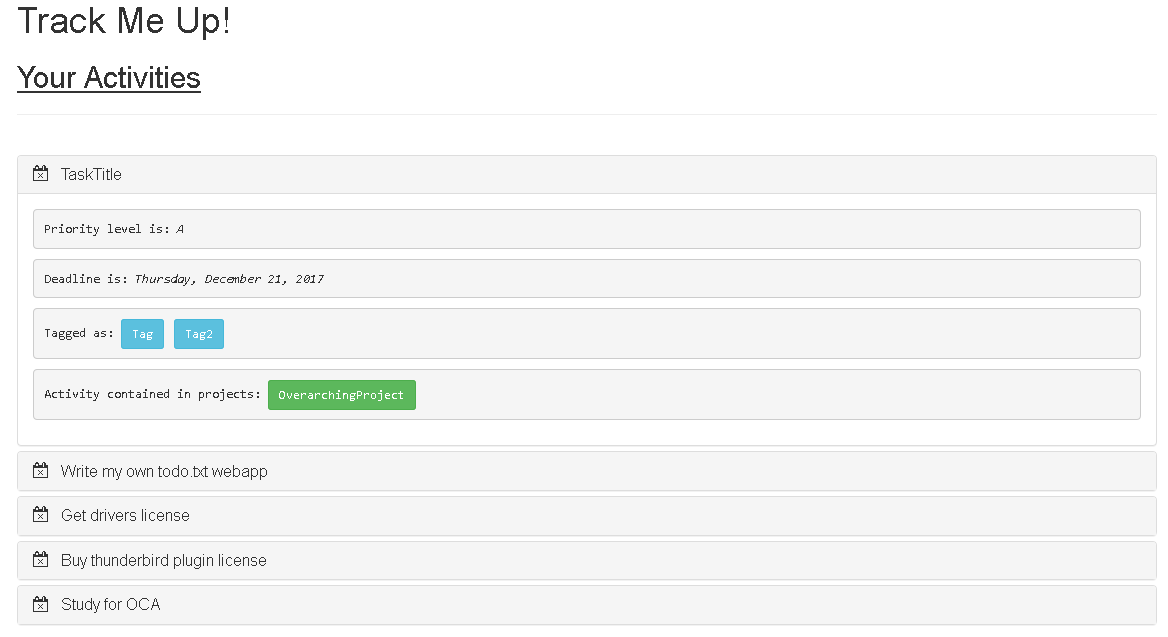 Track Me Up!
Your Activities
TaskTitle
Priority level is: A
Deadline is: Thursday, December 21, 2017
Tagged as: Tag Tag2
Activity contained in projects: OverarchingProject
Write my own todo.txt webapp
Get drivers license
Buy thunderbird plugin license
Study for OCA